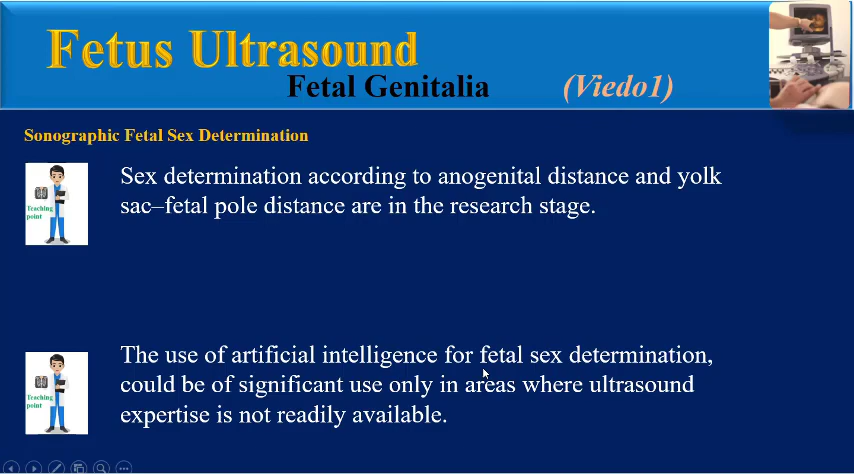 Fetus Ultrasound
Fetal Genitalia (Viedo1)
Sonographic Fetal Sex Determination
Teaching
point
Sex determination according to anogenital distance and yolk
sac–fetal pole distance are in the research stage.
Teaching
point
The use of artificial intelligence for fetal sex determination,
could be of significant use only in areas where ultrasound
expertise is not readily available.